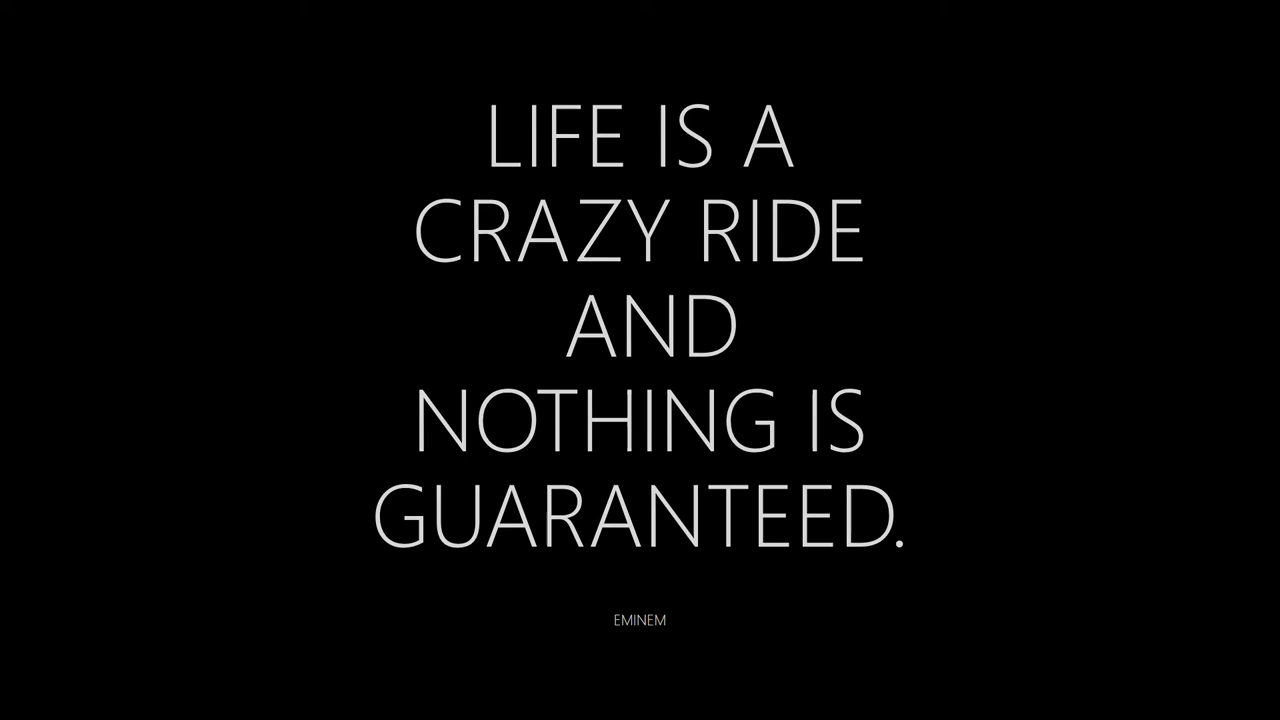 LIFE IS A
CRAZY RIDE
AND
NOTHING IS
GUARANTEED.
EMINEM